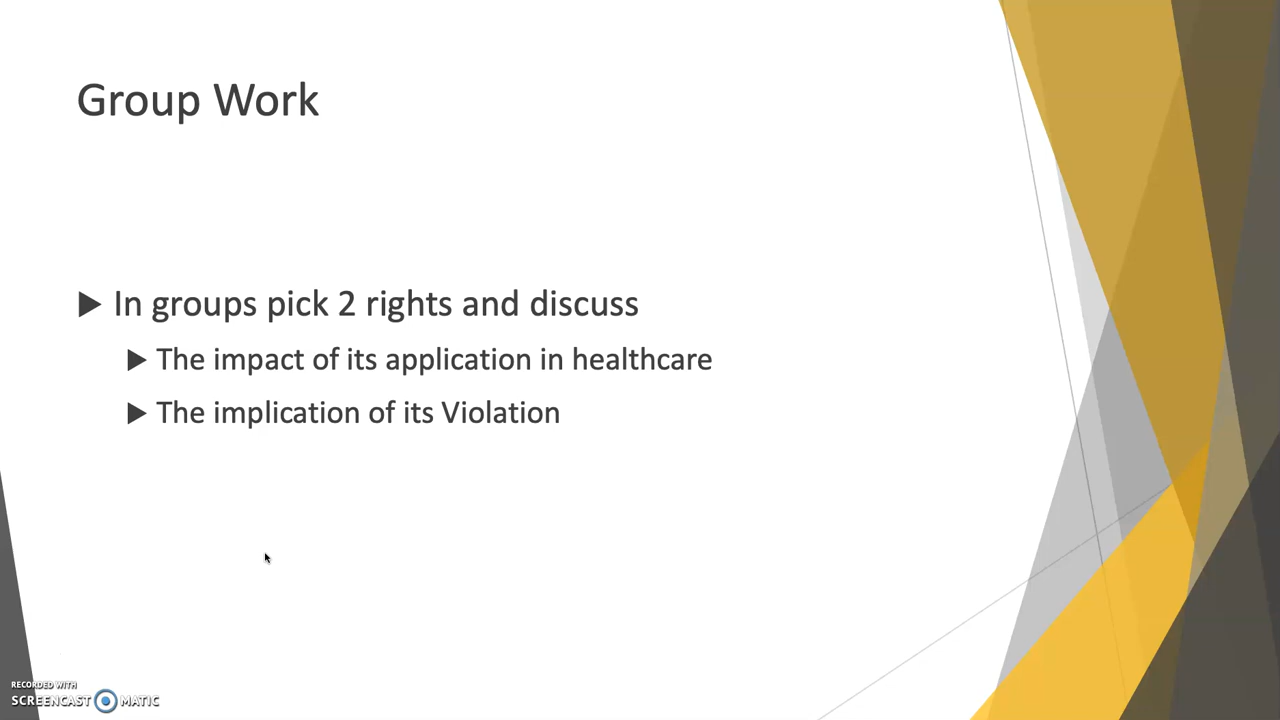 Group Work
In groups pick 2 rights and discuss
The impact of its application in healthcare
The implication of its Violation
RECORDED WITH
SCREENCAST MATIC